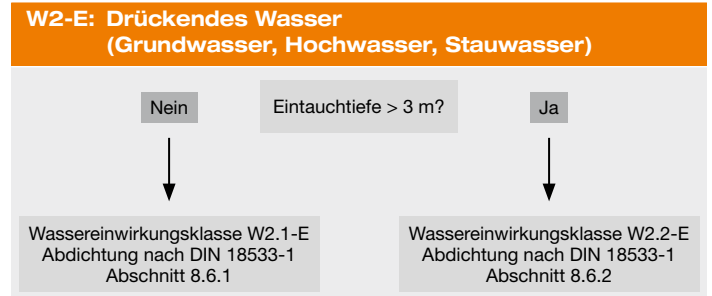 W2-E: Drückendes Wasser
(Grundwasser, Hochwasser, Stauwasser)
Nein
Eintauchtiefe > 3 m?
Ja
Wassereinwirkungsklasse W2.1-E
Abdichtung nach DIN 18533-1
Abschnitt 8.6.1
Wassereinwirkungsklasse W2.2-E
Abdichtung nach DIN 18533-1
Abschnitt 8.6.2